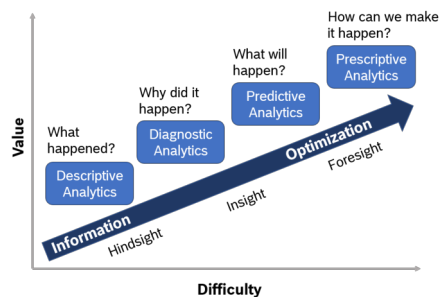 How can we make
it happen?
Prescriptive
Analytics
What will
happen?
Predictive
Analytics
Why did it
happen?
Diagnostic
Analytics
What
happened?
Descriptive
Analytics
Information
Optimization
Hindsight
Insight
Foresight
Value
Difficulty